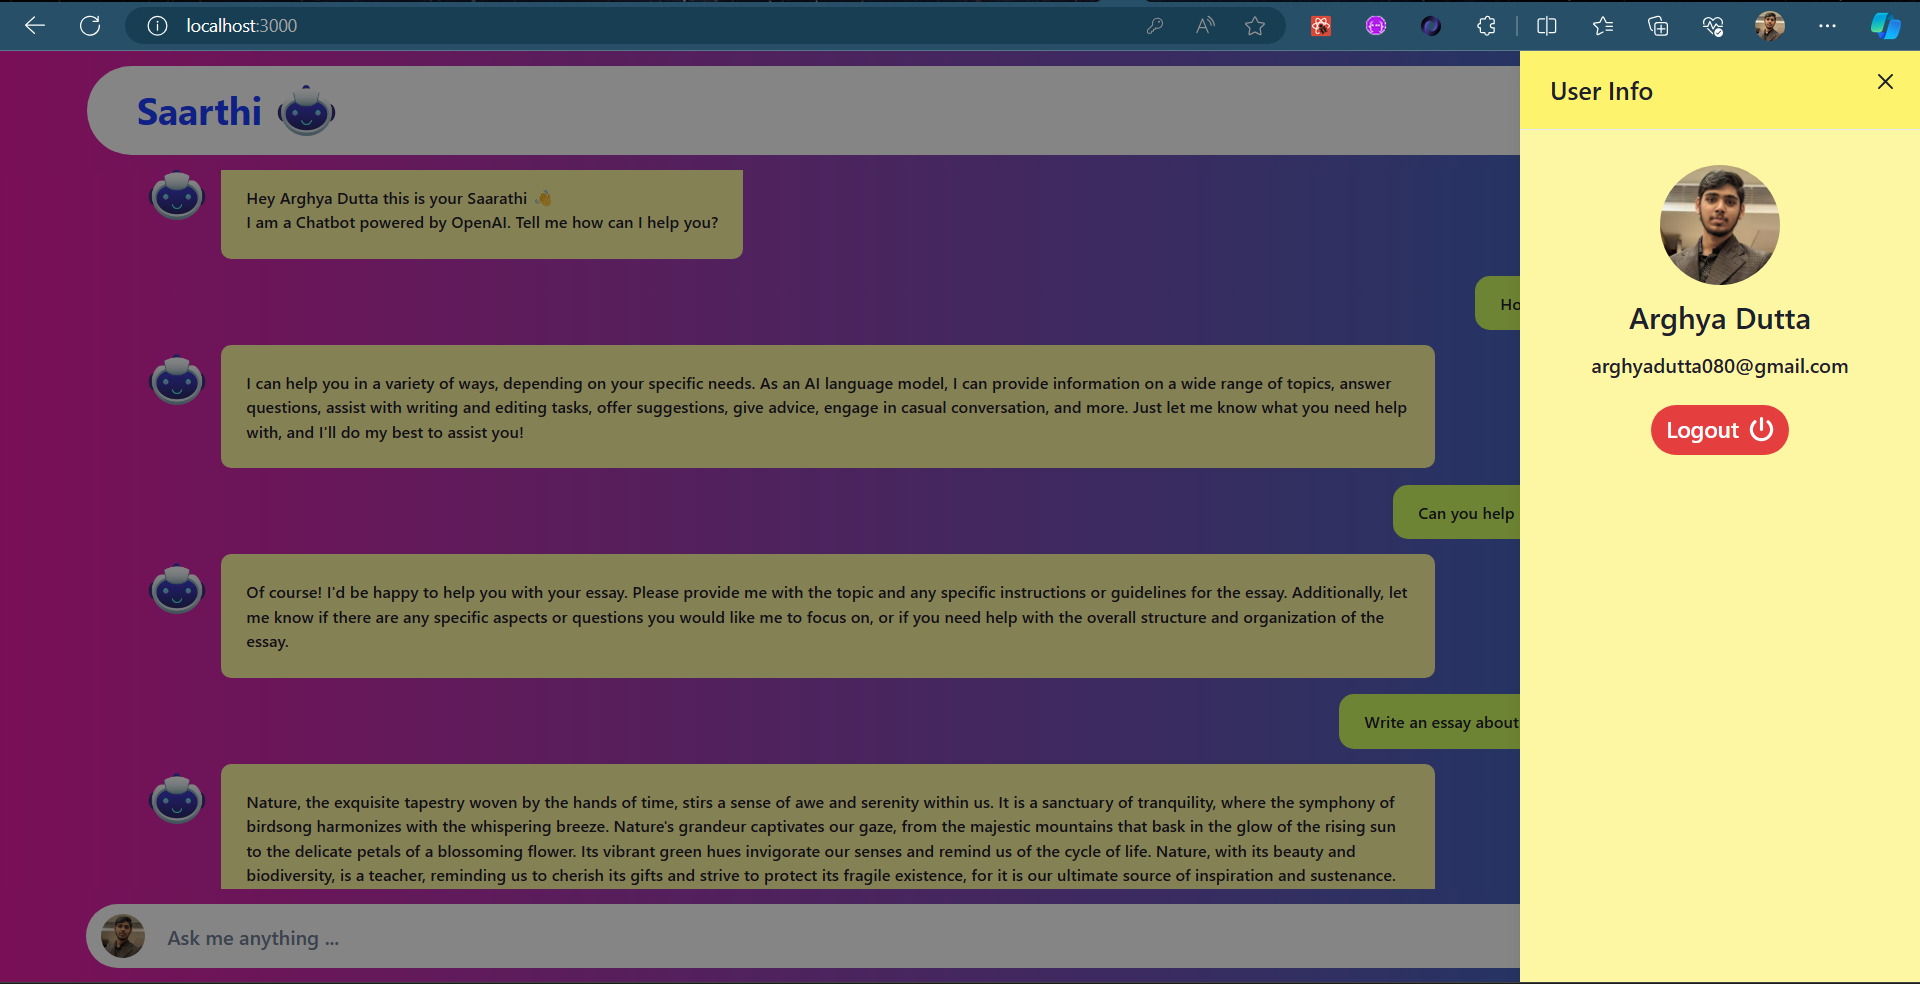 localhost:3000
Saarthi
User Info
Hey Arghya Dutta this is your Saarathi 👋
I am a Chatbot powered by OpenAI. Tell me how can I help you?
Ho
I can help you in a variety of ways, depending on your specific needs. As an AI language model, I can provide information on a wide range of topics, answer
questions, assist with writing and editing tasks, offer suggestions, give advice, engage in casual conversation, and more. Just let me know what you need help
with, and I'll do my best to assist you!
Can you help
Of course! I'd be happy to help you with your essay. Please provide me with the topic and any specific instructions or guidelines for the essay. Additionally, let
me know if there are any specific aspects or questions you would like me to focus on, or if you need help with the overall structure and organization of the
essay.
Write an essay about
Nature, the exquisite tapestry woven by the hands of time, stirs a sense of awe and serenity within us. It is a sanctuary of tranquility, where the symphony of
birdsong harmonizes with the whispering breeze. Nature's grandeur captivates our gaze, from the majestic mountains that bask in the glow of the rising sun
to the delicate petals of a blossoming flower. Its vibrant green hues invigorate our senses and remind us of the cycle of life. Nature, with its beauty and
biodiversity, is a teacher, reminding us to cherish its gifts and strive to protect its fragile existence, for it is our ultimate source of inspiration and sustenance.
Ask me anything ...
Arghya Dutta
arghyadutta080@gmail.com
Logout